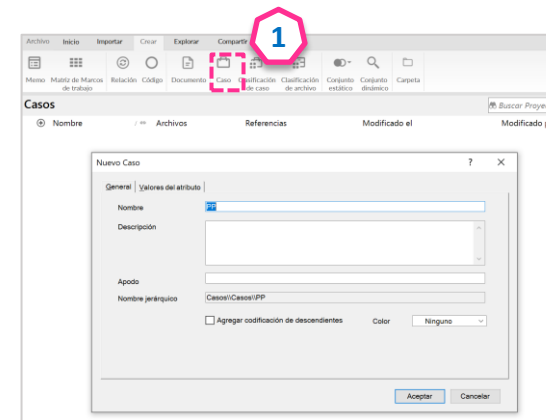 Archivo Inicio Importar Crear Explorar Compartir
1
Memo Matriz de Marcos de trabajo Relación Código Documento Caso Clasificación de caso Clasificación de archivo Conjunto estático Conjunto dinámico Carpeta
Casos
Buscar Proye
Nombre Archivos Referencias Modificado el Modificado p
Nuevo Caso ? ×
General Valores del atributo
Nombre PP
Descripción
Apodo
Nombre jerárquico Casos\\Casos\\PP
Agregar codificación de descendientes Color Ninguno
Aceptar Cancelar